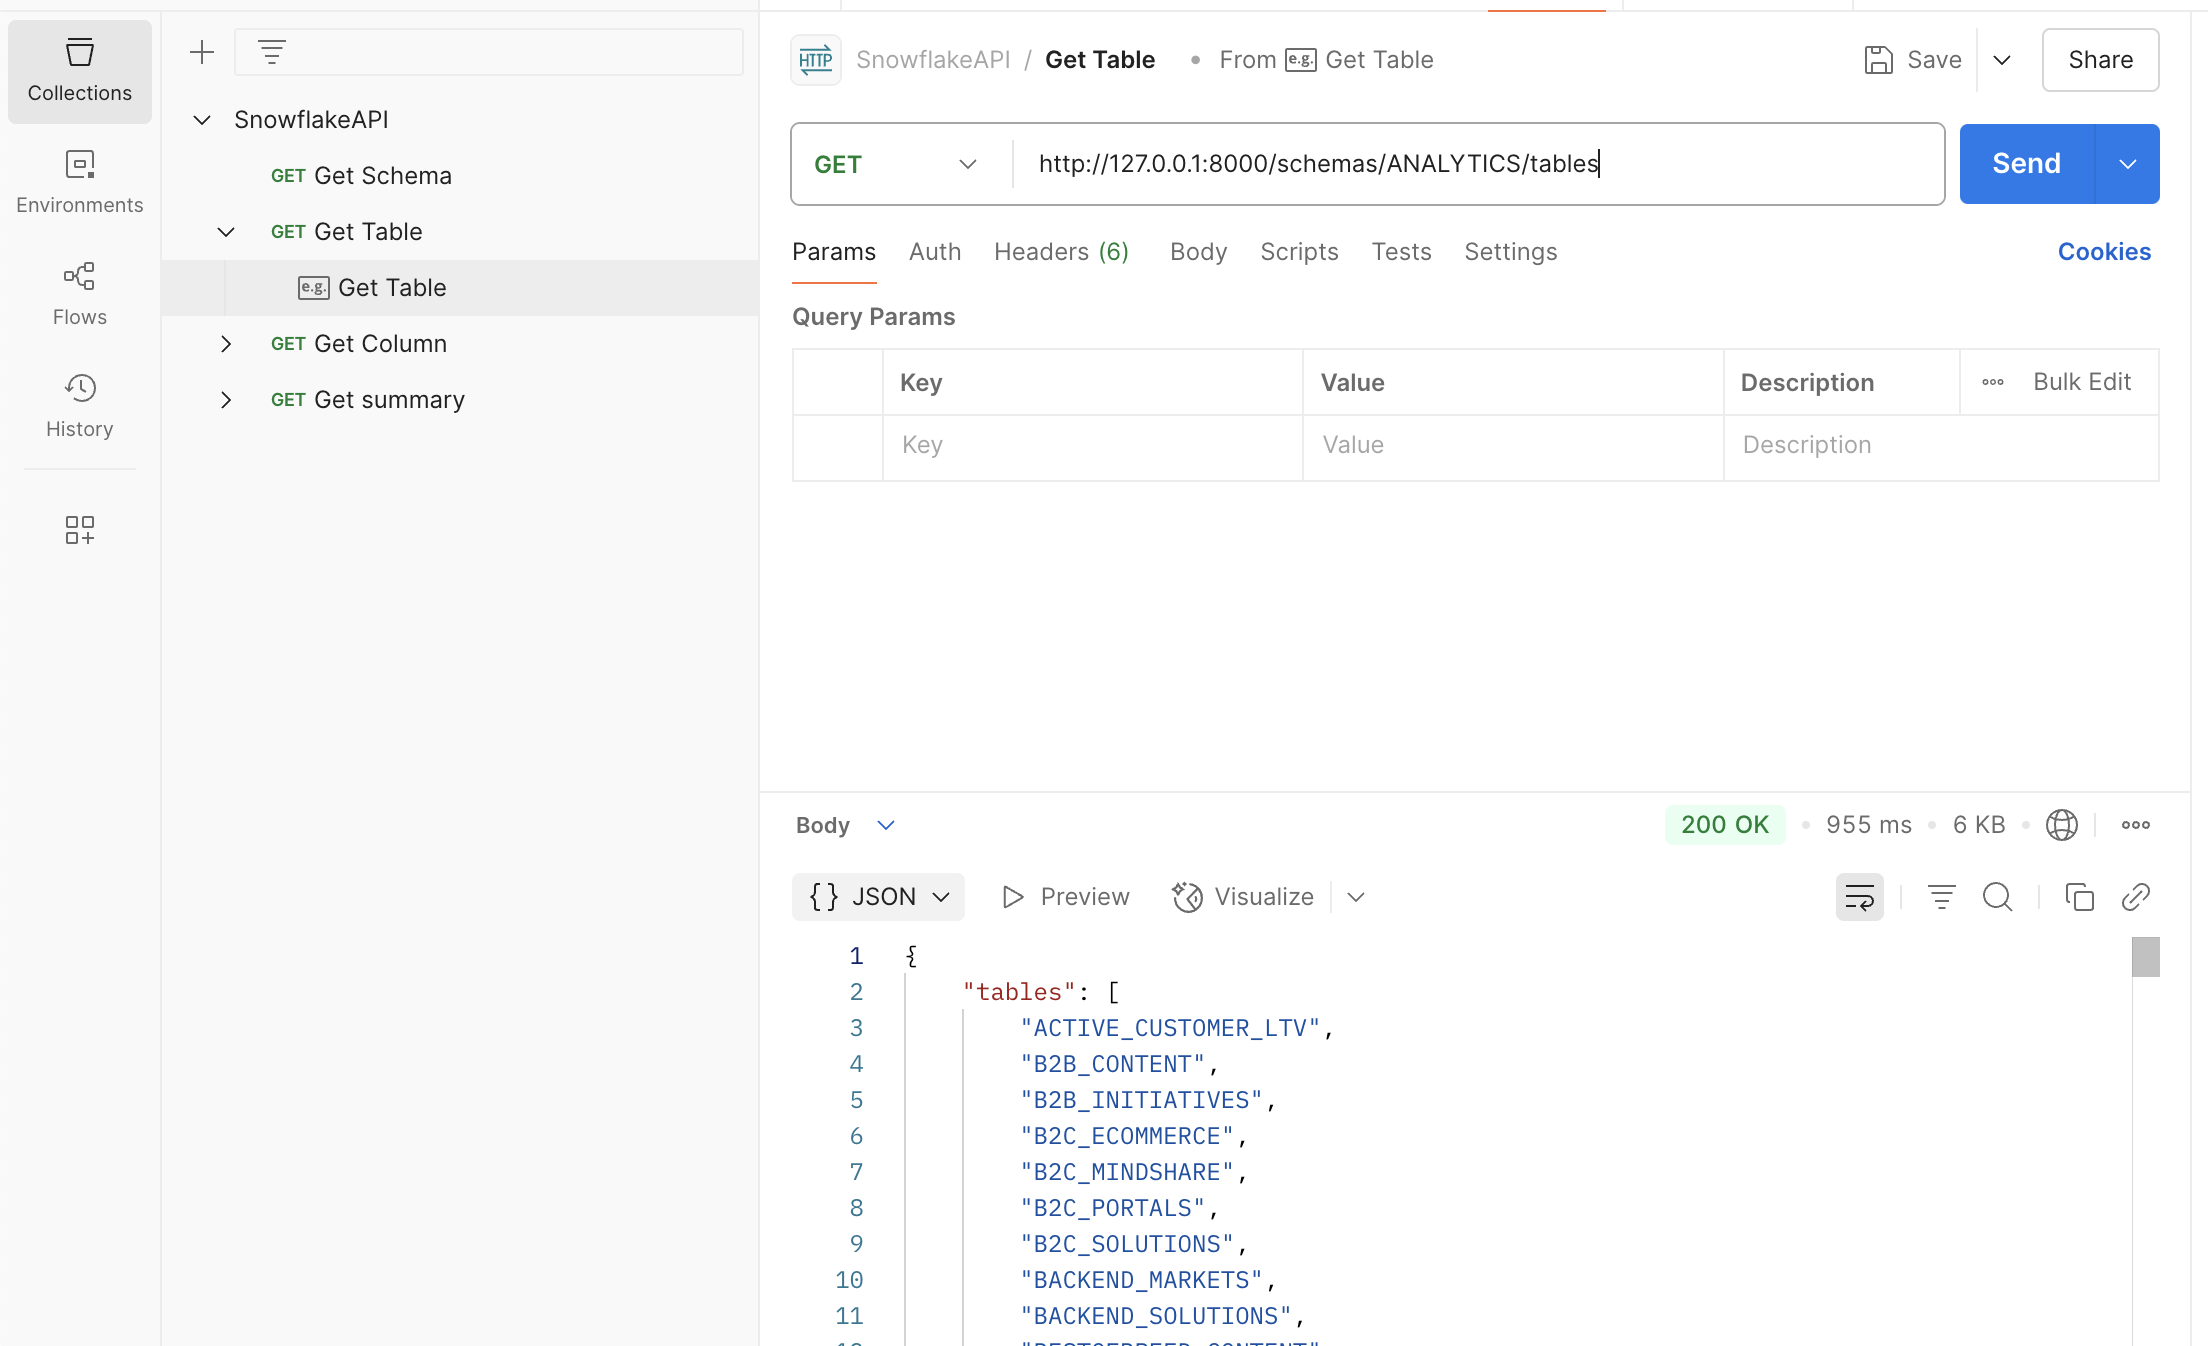 Collections
Environments
Flows
History
SnowflakeAPI
GET Get Schema
GET Get Table
e.g. Get Table
GET Get Column
GET Get summary
HTTP SnowflakeAPI / Get Table • From e.g. Get Table
Save
Share
GET http://127.0.0.1:8000/schemas/ANALYTICS/tables
Send
Params Auth Headers (6) Body Scripts Tests Settings Cookies
Query Params
Key Value Description ••• Bulk Edit
Key Value Description
Body 200 OK • 955 ms • 6 KB •
{} JSON Preview Visualize
1 {
2 "tables": [
3 "ACTIVE_CUSTOMER_LTV",
4 "B2B_CONTENT",
5 "B2B_INITIATIVES",
6 "B2C_ECOMMERCE",
7 "B2C_MINDSHARE",
8 "B2C_PORTALS",
9 "B2C_SOLUTIONS",
10 "BACKEND_MARKETS",
11 "BACKEND_SOLUTIONS",